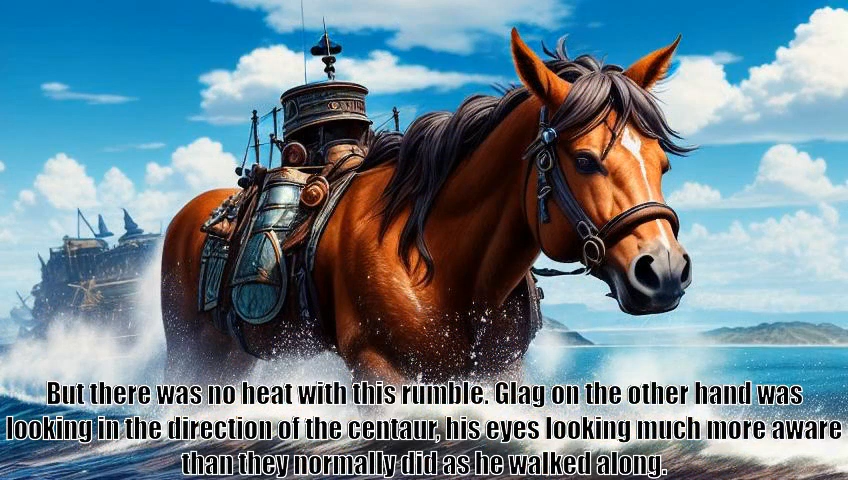 But there was no heat with this rumble. Glag on the other hand was
looking in the direction of the centaur, his eyes looking much more aware
than they normally did as he walked along.